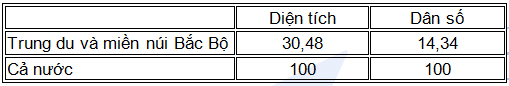 Diện tích Dân số
Trung du và miền núi Bắc Bộ 30,48 14,34
Cả nước 100 100